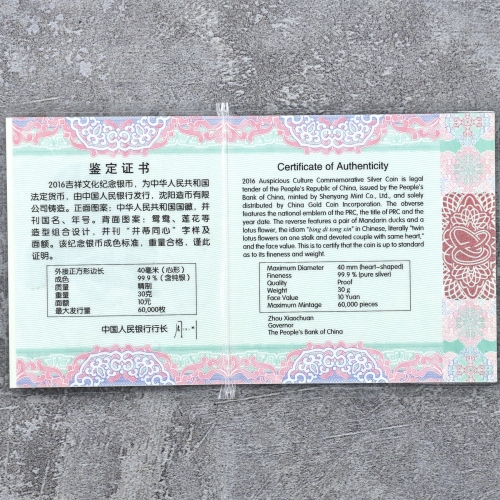 鉴定证书
2016吉祥文化纪念银币，为中华人民共和国
法定货币，由中国人民银行发行，沈阳造币有限
公司铸造。正面图案：中华人民共和国国徽，并
刊国名、年号。背面图案：鸳鸯、莲花等
造型组合设计，并刊“并蒂同心”字样及
面额。该纪念银币成色标准，重量合格，谨此
证明。
外接正方形边长 40毫米（心形）
成色 99.9%（含纯银）
质量 精制
重量 30克
面额 10元
最大发行量 60,000枚
中国人民银行行长
Certificate of Authenticity
2016 Auspicious Culture Commemorative Silver Coin is legal
tender of the People's Republic of China, issued by the People's
Bank of China, minted by Shenyang Mint Co., Ltd., and solely
distributed by China Gold Coin Incorporation. The obverse
features the national emblem of the PRC, the title of PRC and the
year date. The reverse features a pair of Mandarin ducks and a
lotus flower, the idiom "bing di tong xin" in Chinese, literally "twin
lotus flowers on one stalk and devoted couple with same heart,"
and the face value. This is to certify that the coin is up to standard
as to its fineness and weight.
Maximum Diameter 40 mm (heart-shaped)
Fineness 99.9 % (pure silver)
Quality Proof
Weight 30 g
Face Value 10 Yuan
Maximum Mintage 60,000 pieces
Zhou Xiaochuan
Governor
The People's Bank of China